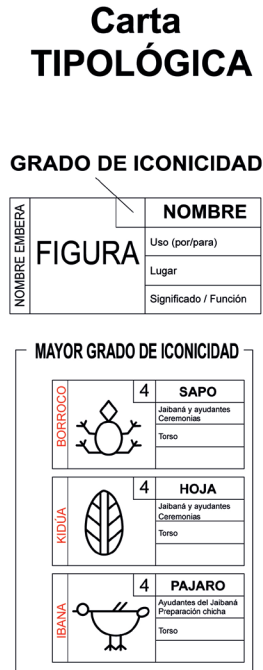 Carta
TIPOLÓGICA
GRADO DE ICONICIDAD
NOMBRE EMBERA
FIGURA
NOMBRE
Uso (por/para)
Lugar
Significado / Función
MAYOR GRADO DE ICONICIDAD
BORROCO
4
SAPO
Jaibaná y ayudantes
Ceremonias
Torso
KIDÚA
4
HOJA
Jaibaná y ayudantes
Ceremonias
Torso
IBANA
4
PAJARO
Ayudantes del Jaibaná
Preparación chicha
Torso